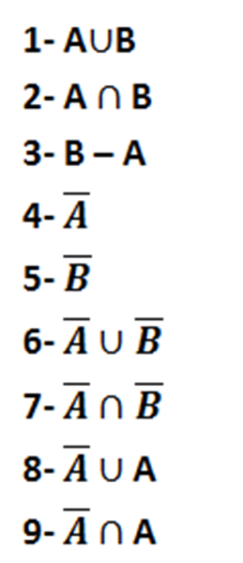 1- A∪B
2- A ∩ B
3- B – A
4- A̅
5- B̅
6- A̅ ∪ B̅
7- A̅ ∩ B̅
8- A̅ ∪ A
9- A̅ ∩ A